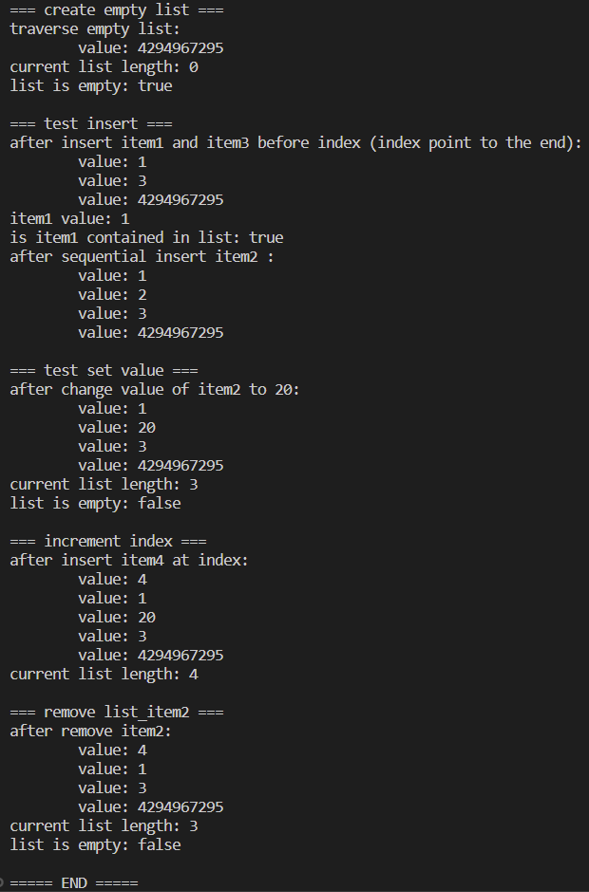 === create empty list ===
traverse empty list:
        value: 4294967295
current list length: 0
list is empty: true

=== test insert ===
after insert item1 and item3 before index (index point to the end):
        value: 1
        value: 3
        value: 4294967295
item1 value: 1
is item1 contained in list: true
after sequential insert item2 :
        value: 1
        value: 2
        value: 3
        value: 4294967295

=== test set value ===
after change value of item2 to 20:
        value: 1
        value: 20
        value: 3
        value: 4294967295
current list length: 3
list is empty: false

=== increment index ===
after insert item4 at index:
        value: 4
        value: 1
        value: 20
        value: 3
        value: 4294967295
current list length: 4

=== remove list_item2 ===
after remove item2:
        value: 4
        value: 1
        value: 3
        value: 4294967295
current list length: 3
list is empty: false

===== END =====